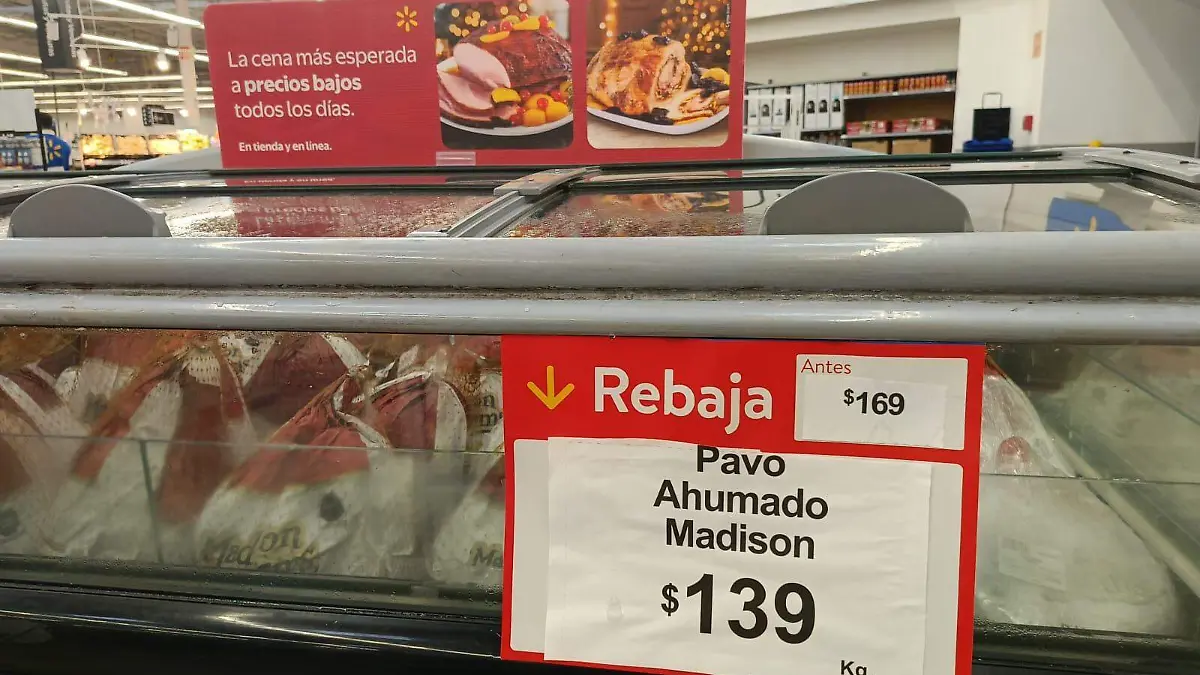 La cena más esperada
a precios bajos
todos los días.
En tienda y en línea.
Rebaja
Antes
$169
Pavo
Ahumado
Madison
$139
Kg